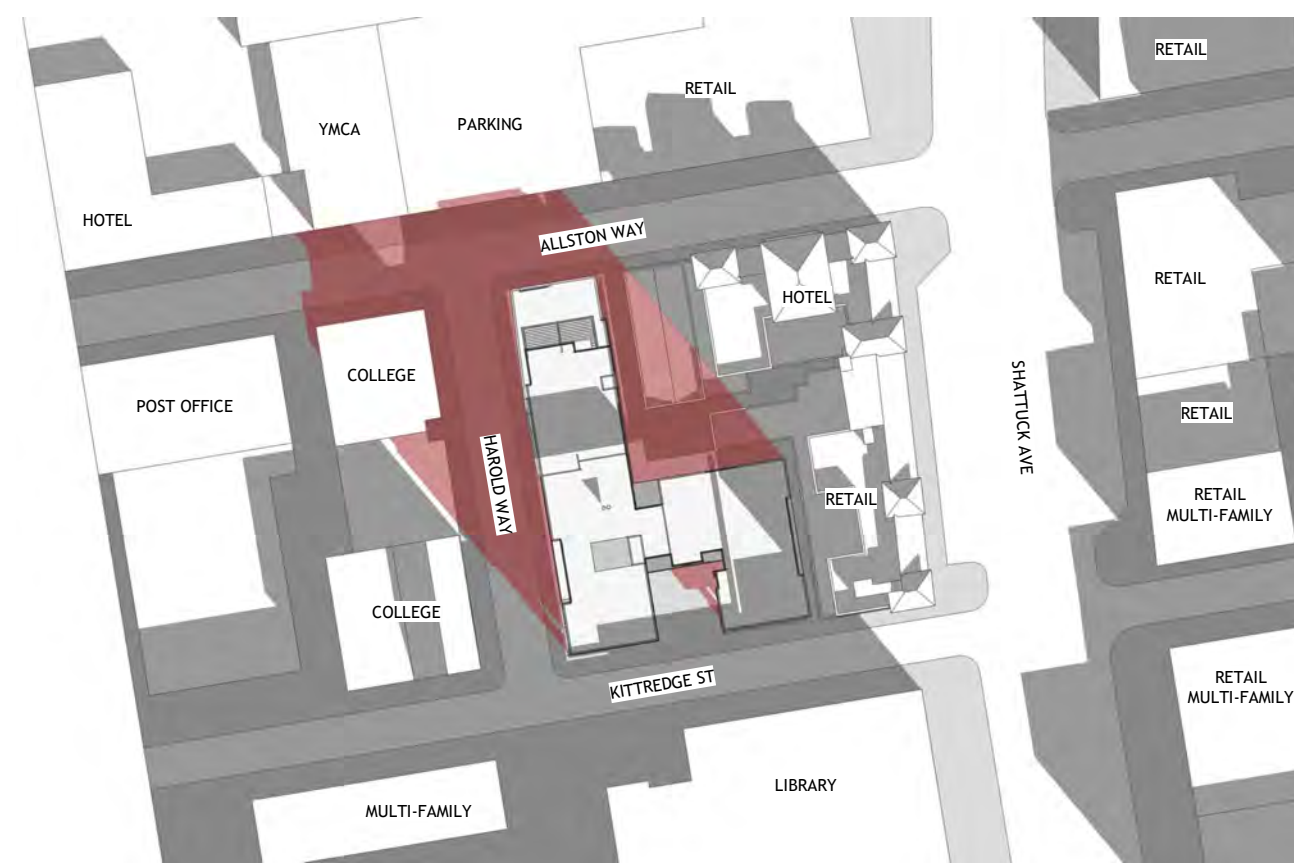 RETAIL
RETAIL
YMCA
PARKING
HOTEL
ALLSTON WAY
HOTEL
RETAIL
COLLEGE
POST OFFICE
SHATTUCK AVE
RETAIL
HAROLD WAY
RETAIL
RETAIL
MULTI-FAMILY
COLLEGE
KITTREDGE ST
RETAIL
MULTI-FAMILY
LIBRARY
MULTI-FAMILY